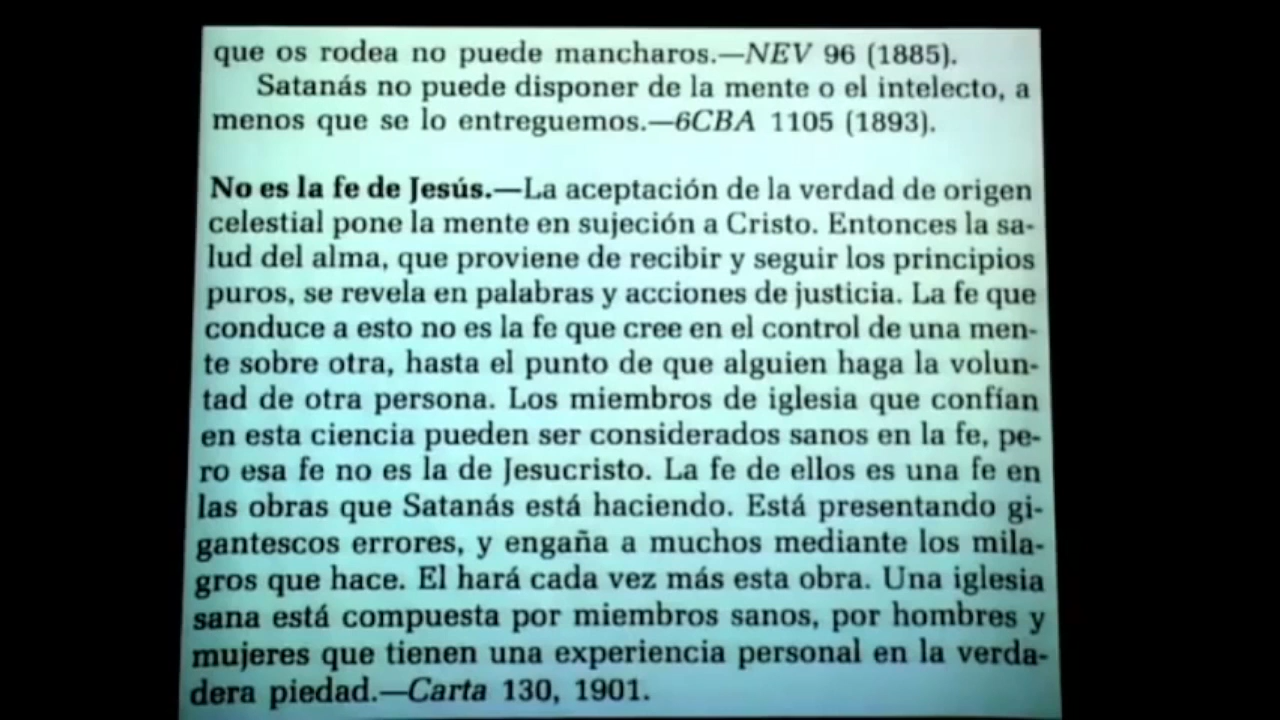 que os rodea no puede mancharos.—NEV 96 (1885).
Satanás no puede disponer de la mente o el intelecto, a
menos que se lo entreguemos.—6CBA 1105 (1893).
No es la fe de Jesús.—La aceptación de la verdad de origen
celestial pone la mente en sujeción a Cristo. Entonces la sa-
lud del alma, que proviene de recibir y seguir los principios
puros, se revela en palabras y acciones de justicia. La fe que
conduce a esto no es la fe que cree en el control de una men-
te sobre otra, hasta el punto de que alguien haga la volun-
tad de otra persona. Los miembros de iglesia que confían
en esta ciencia pueden ser considerados sanos en la fe, pe-
ro esa fe no es la de Jesucristo. La fe de ellos es una fe en
las obras que Satanás está haciendo. Está presentando gi-
gantescos errores, y engaña a muchos mediante los mila-
gros que hace. El hará cada vez más esta obra. Una iglesia
sana está compuesta por miembros sanos, por hombres y
mujeres que tienen una experiencia personal en la verda-
dera piedad.—Carta 130, 1901.